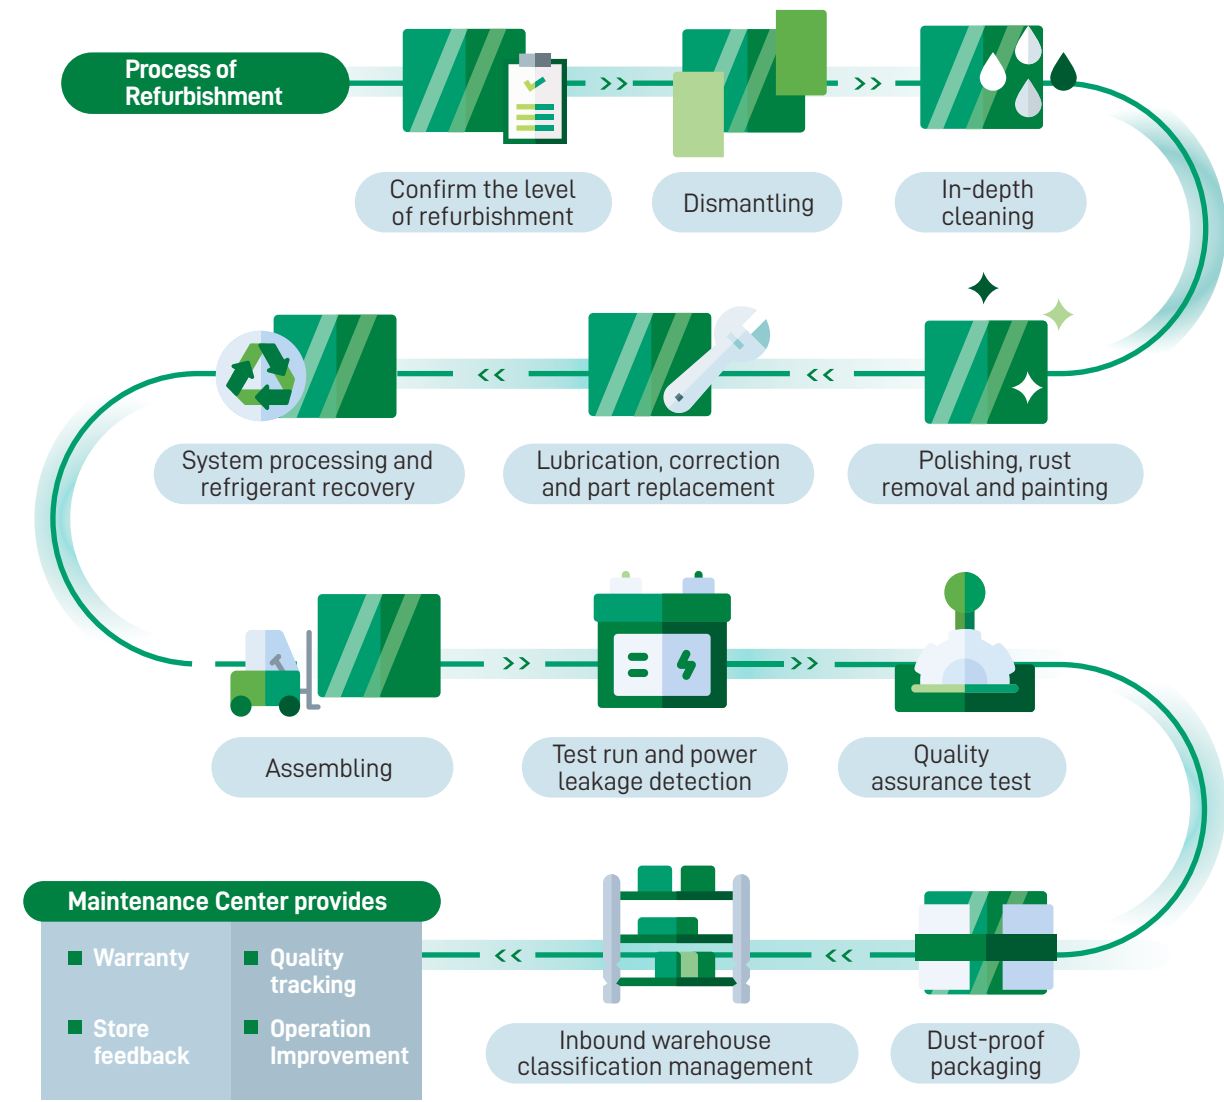 Process of
Refurbishment
Confirm the level
of refurbishment
Dismantling
In-depth
cleaning
Polishing, rust
removal and painting
Lubrication, correction
and part replacement
System processing and
refrigerant recovery
Assembling
Test run and power
leakage detection
Quality
assurance test
Dust-proof
packaging
Inbound warehouse
classification management
Maintenance Center provides
Warranty
Quality
tracking
Store
feedback
Operation
Improvement